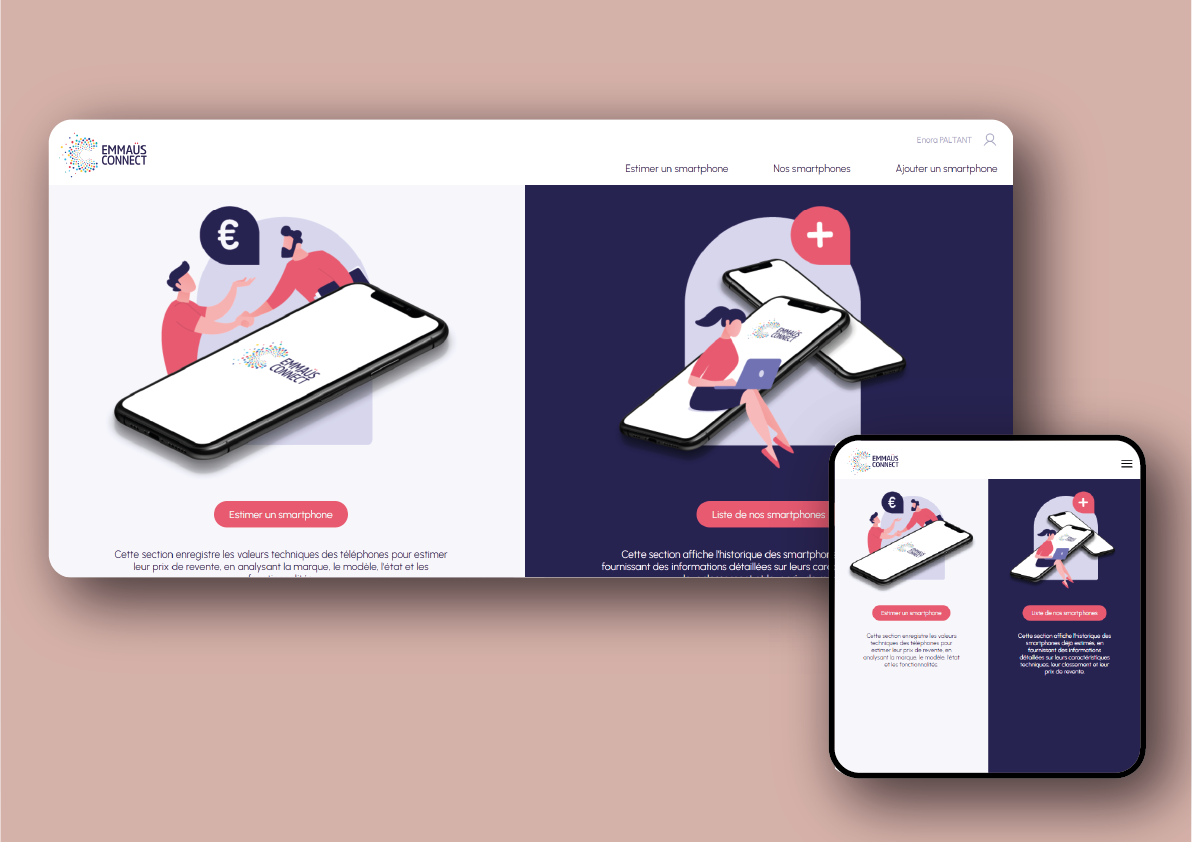 EMMAÜS
CONNECT
Enora PALTANT
Estimer un smartphone
Nos smartphones
Ajouter un smartphone
€
EMMAÜS
CONNECT
Estimer un smartphone
Cette section enregistre les valeurs techniques des téléphones pour estimer
leur prix de revente, en analysant la marque, le modèle, l'état et les
EMMAÜS
CONNECT
Liste de nos smartphones
Cette section affiche l'historique des
fournissant des informations détaillées sur leurs
EMMAÜS
CONNECT
€
Estimer un smartphone
Cette section enregistre les valeurs
techniques des téléphones pour
estimer leur prix de revente, en
analysant la marque, le modèle, l'état
et les fonctionnalités.
Liste de nos smartphones
Cette section affiche l'historique des
smartphones déjà estimés, en
fournissant des informations
détaillées sur leurs caractéristiques
techniques, leur classement et leur
prix de revente.